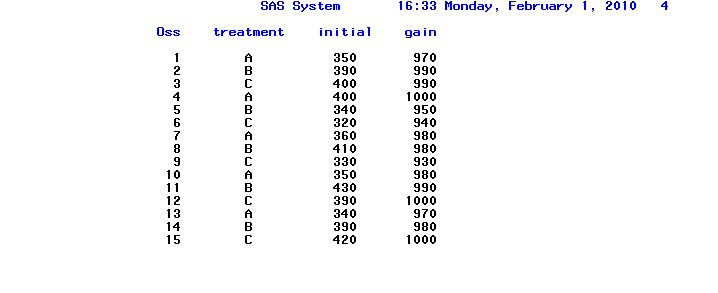 SAS System 16:33 Monday, February 1, 2010 4
Oss treatment initial gain
1 A 350 970
2 B 390 990
3 C 400 990
4 A 400 1000
5 B 340 950
6 C 320 940
7 A 360 980
8 B 410 980
9 C 330 930
10 A 350 980
11 B 430 990
12 C 390 1000
13 A 340 970
14 B 390 980
15 C 420 1000